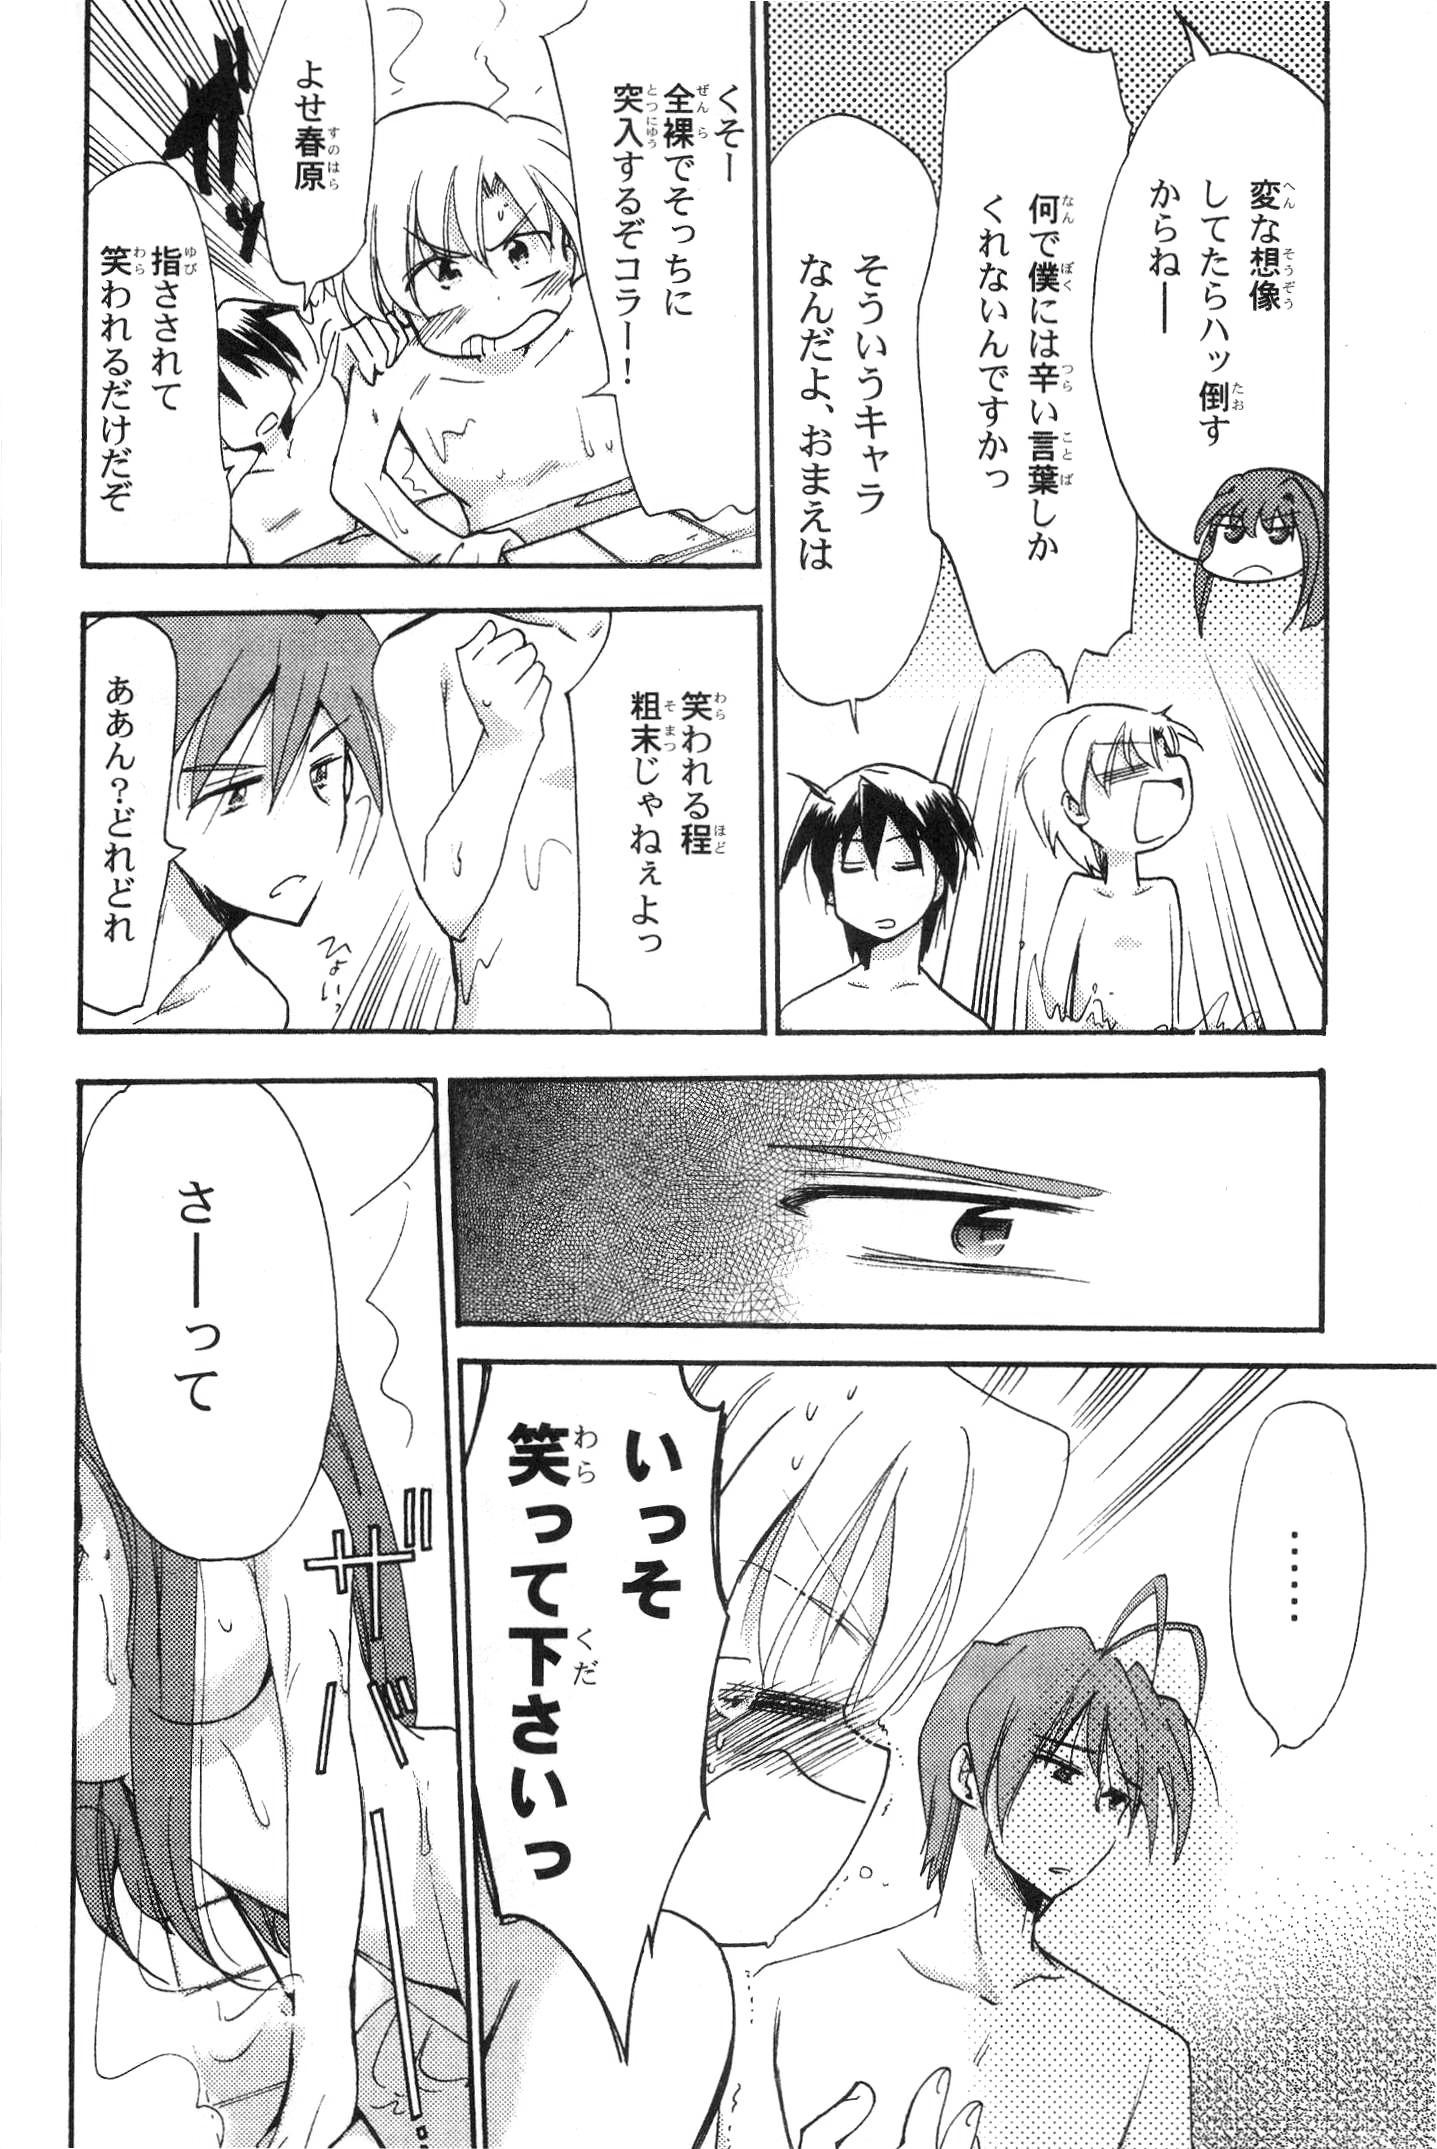 変な想像
してたらハッ倒す
からねー
何で僕には辛い言葉しか
くれないんですかっ
そういうキャラ
なんだよ、おまえは
くそー
全裸でそっちに
突入するぞコラー！
よせ春原
ガバッ
指さされて
笑われるだけだぞ
笑われる程
粗末じゃねぇよっ
ひょいっ
ああん？どれどれ
……
いっそ
笑って下さいっ
さーって